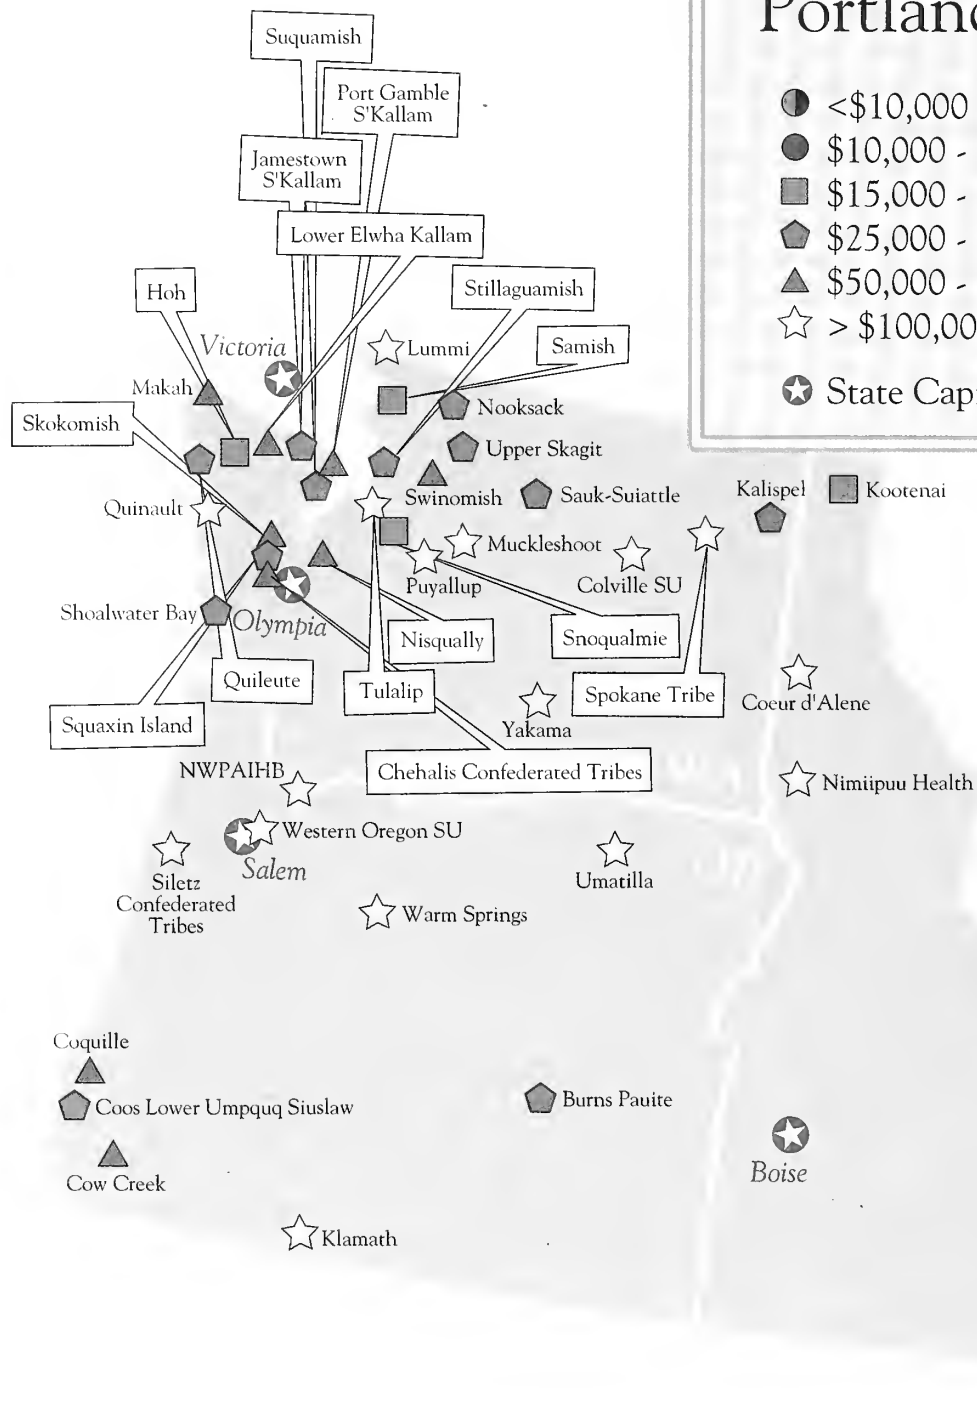 Portland
<$10,000
$10,000 -
$15,000 -
$25,000 -
$50,000 -
> $100,00
State Cap
Suquamish
Port Gamble
S'Kallam
Jamestown
S'Kallam
Lower Elwha Kallam
Hoh
Stillaguamish
Victoria
Lummi
Samish
Makah
Nooksack
Skokomish
Upper Skagit
Swinomish
Sauk-Suiattle
Kalispel
Kootenai
Quinault
Muckleshoot
Puyallup
Colville SU
Shoalwater Bay
Olympia
Nisqually
Snoqualmie
Quileute
Tulalip
Spokane Tribe
Coeur d'Alene
Squaxin Island
Yakama
NWPAIHB
Chehalis Confederated Tribes
Nimiipuu Health
Western Oregon SU
Salem
Siletz
Confederated
Tribes
Umatilla
Warm Springs
Coquille
Coos Lower Umpquq Siuslaw
Burns Pauite
Cow Creek
Boise
Klamath